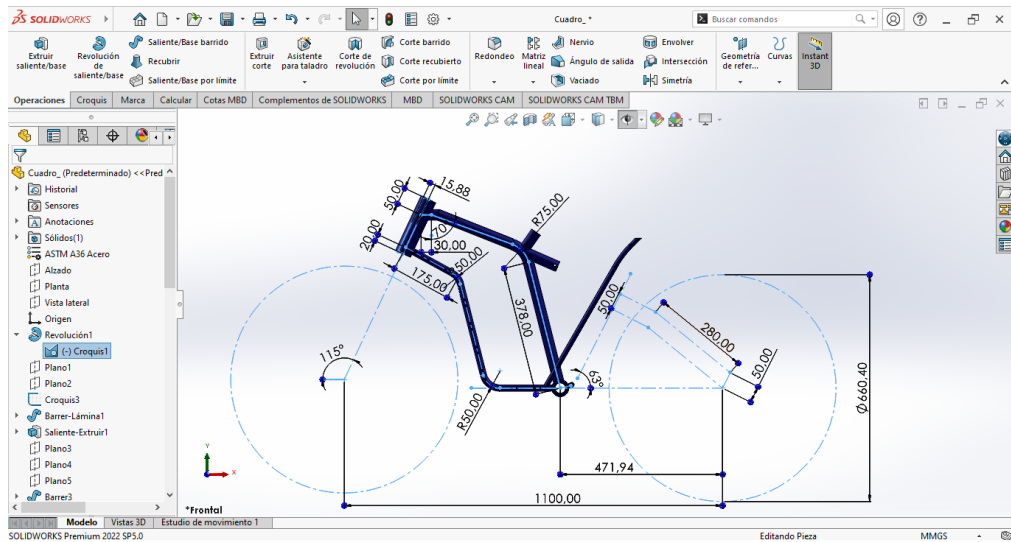 SOLIDWORKS
Cuadro_ *
Buscar comandos
Extruir saliente/base
Revolución de saliente/base
Saliente/Base barrido
Recubrir
Saliente/Base por límite
Extruir corte
Asistente para taladro
Corte de revolución
Corte barrido
Corte recubierto
Corte por límite
Redondeo
Matriz lineal
Nervio
Ángulo de salida
Vaciado
Envolver
Intersección
Simetría
Geometría de refer...
Curvas
Instant 3D
Operaciones Croquis Marca Calcular Cotas MBD Complementos de SOLIDWORKS MBD SOLIDWORKS CAM SOLIDWORKS CAM TBM
Cuadro_ (Predeterminado) <<Pred
Historial
Sensores
Anotaciones
Sólidos(1)
ASTM A36 Acero
Alzado
Planta
Vista lateral
Origen
Revolución1
(-) Croquis1
Plano1
Plano2
Croquis3
Barrer-Lámina1
Saliente-Extruir1
Plano3
Plano4
Plano5
Barrer3
15,88
50,00
20,00
70
30,00
R50,00
175,00
R75,00
378,00
50,00
280,00
50,00
115°
63°
R50,00
Ø660,40
471,94
1100,00
Y
X
*Frontal
Modelo Vistas 3D Estudio de movimiento 1
SOLIDWORKS Premium 2022 SP5.0
Editando Pieza
MMGS